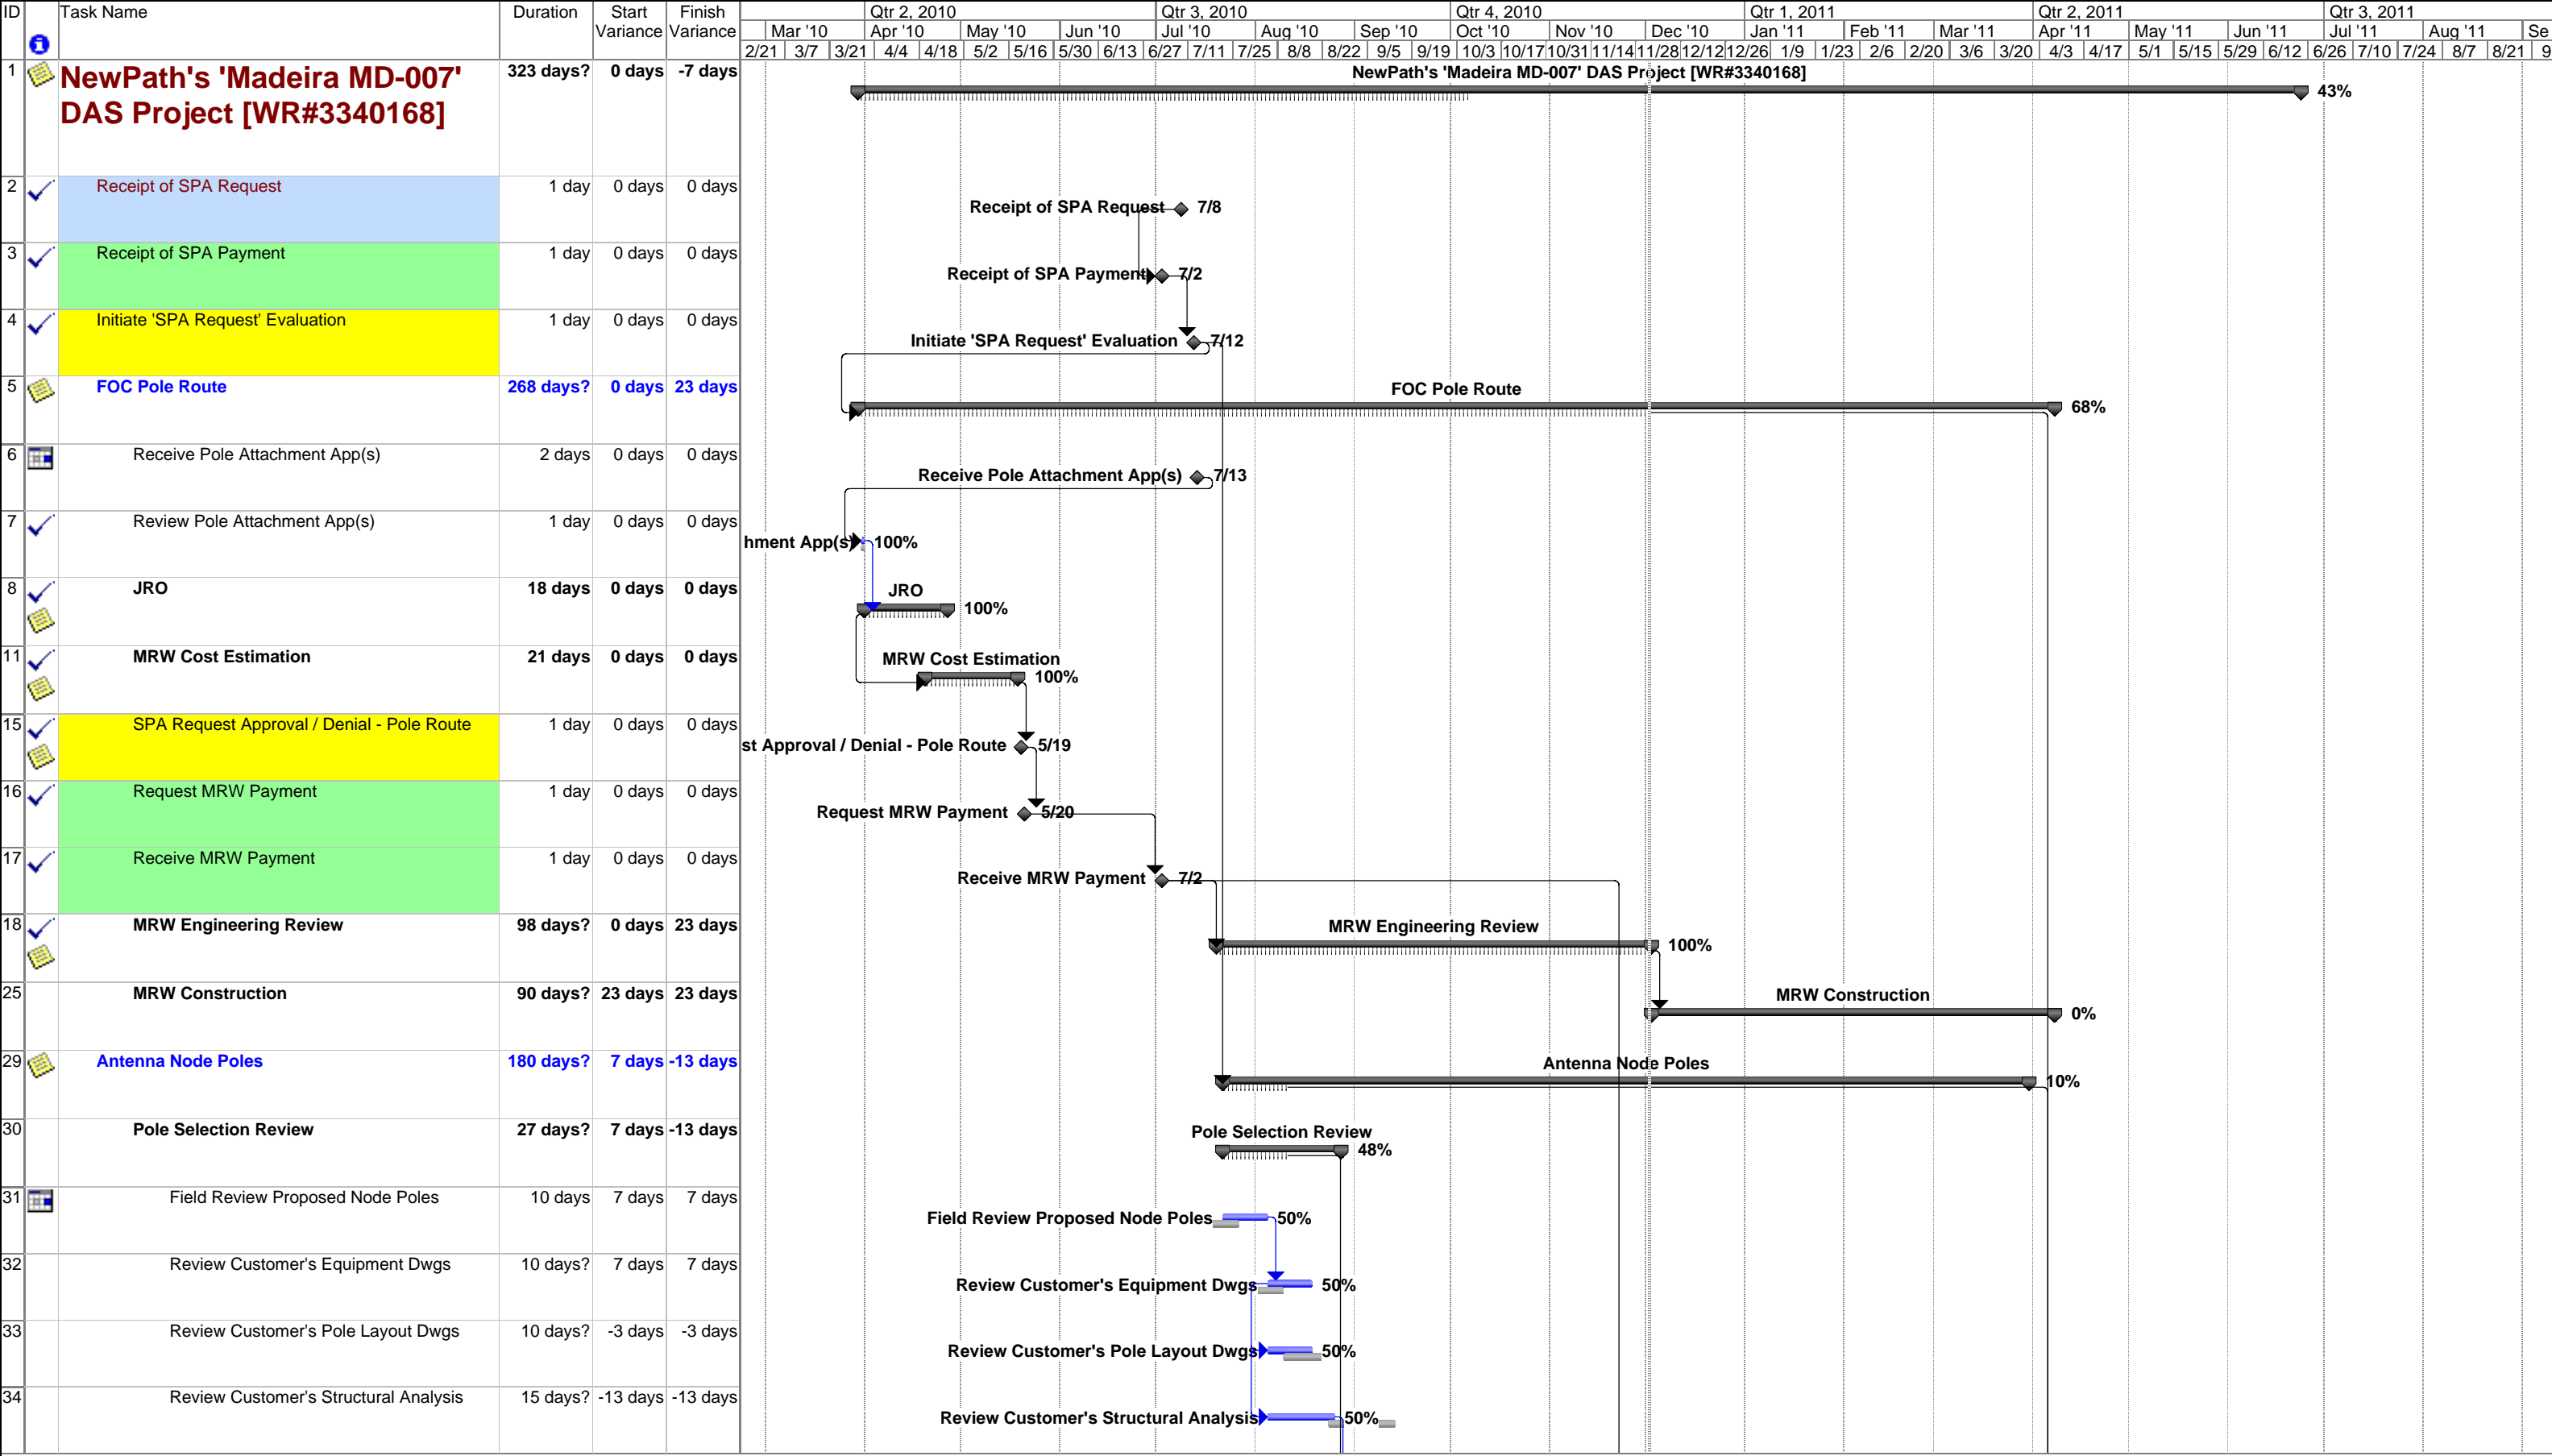 ID Task Name Duration Start Variance Finish Variance
Qtr 2, 2010 Qtr 3, 2010 Qtr 4, 2010 Qtr 1, 2011 Qtr 2, 2011 Qtr 3, 2011
Mar '10 Apr '10 May '10 Jun '10 Jul '10 Aug '10 Sep '10 Oct '10 Nov '10 Dec '10 Jan '11 Feb '11 Mar '11 Apr '11 May '11 Jun '11 Jul '11 Aug '11 Se
2/21 3/7 3/21 4/4 4/18 5/2 5/16 5/30 6/13 6/27 7/11 7/25 8/8 8/22 9/5 9/19 10/3 10/17 10/31 11/14 11/28 12/12 12/26 1/9 1/23 2/6 2/20 3/6 3/20 4/3 4/17 5/1 5/15 5/29 6/12 6/26 7/10 7/24 8/7 8/21 9
1 NewPath's 'Madeira MD-007' 323 days? 0 days -7 days NewPath's 'Madeira MD-007' DAS Project [WR#3340168]
DAS Project [WR#3340168] 43%
2 Receipt of SPA Request 1 day 0 days 0 days
Receipt of SPA Request 7/8
3 Receipt of SPA Payment 1 day 0 days 0 days
Receipt of SPA Payment 7/2
4 Initiate 'SPA Request' Evaluation 1 day 0 days 0 days
Initiate 'SPA Request' Evaluation 7/12
5 FOC Pole Route 268 days? 0 days 23 days FOC Pole Route
68%
6 Receive Pole Attachment App(s) 2 days 0 days 0 days
Receive Pole Attachment App(s) 7/13
7 Review Pole Attachment App(s) 1 day 0 days 0 days
hment App(s) 100%
8 JRO 18 days 0 days 0 days JRO
100%
11 MRW Cost Estimation 21 days 0 days 0 days MRW Cost Estimation
100%
15 SPA Request Approval / Denial - Pole Route 1 day 0 days 0 days
st Approval / Denial - Pole Route 5/19
16 Request MRW Payment 1 day 0 days 0 days
Request MRW Payment 5/20
17 Receive MRW Payment 1 day 0 days 0 days
Receive MRW Payment 7/2
18 MRW Engineering Review 98 days? 0 days 23 days MRW Engineering Review
100%
25 MRW Construction 90 days? 23 days 23 days MRW Construction
0%
29 Antenna Node Poles 180 days? 7 days -13 days Antenna Node Poles
10%
30 Pole Selection Review 27 days? 7 days -13 days Pole Selection Review
48%
31 Field Review Proposed Node Poles 10 days 7 days 7 days
Field Review Proposed Node Poles 50%
32 Review Customer's Equipment Dwgs 10 days? 7 days 7 days
Review Customer's Equipment Dwgs 50%
33 Review Customer's Pole Layout Dwgs 10 days? -3 days -3 days
Review Customer's Pole Layout Dwgs 50%
34 Review Customer's Structural Analysis 15 days? -13 days -13 days
Review Customer's Structural Analysis 50%